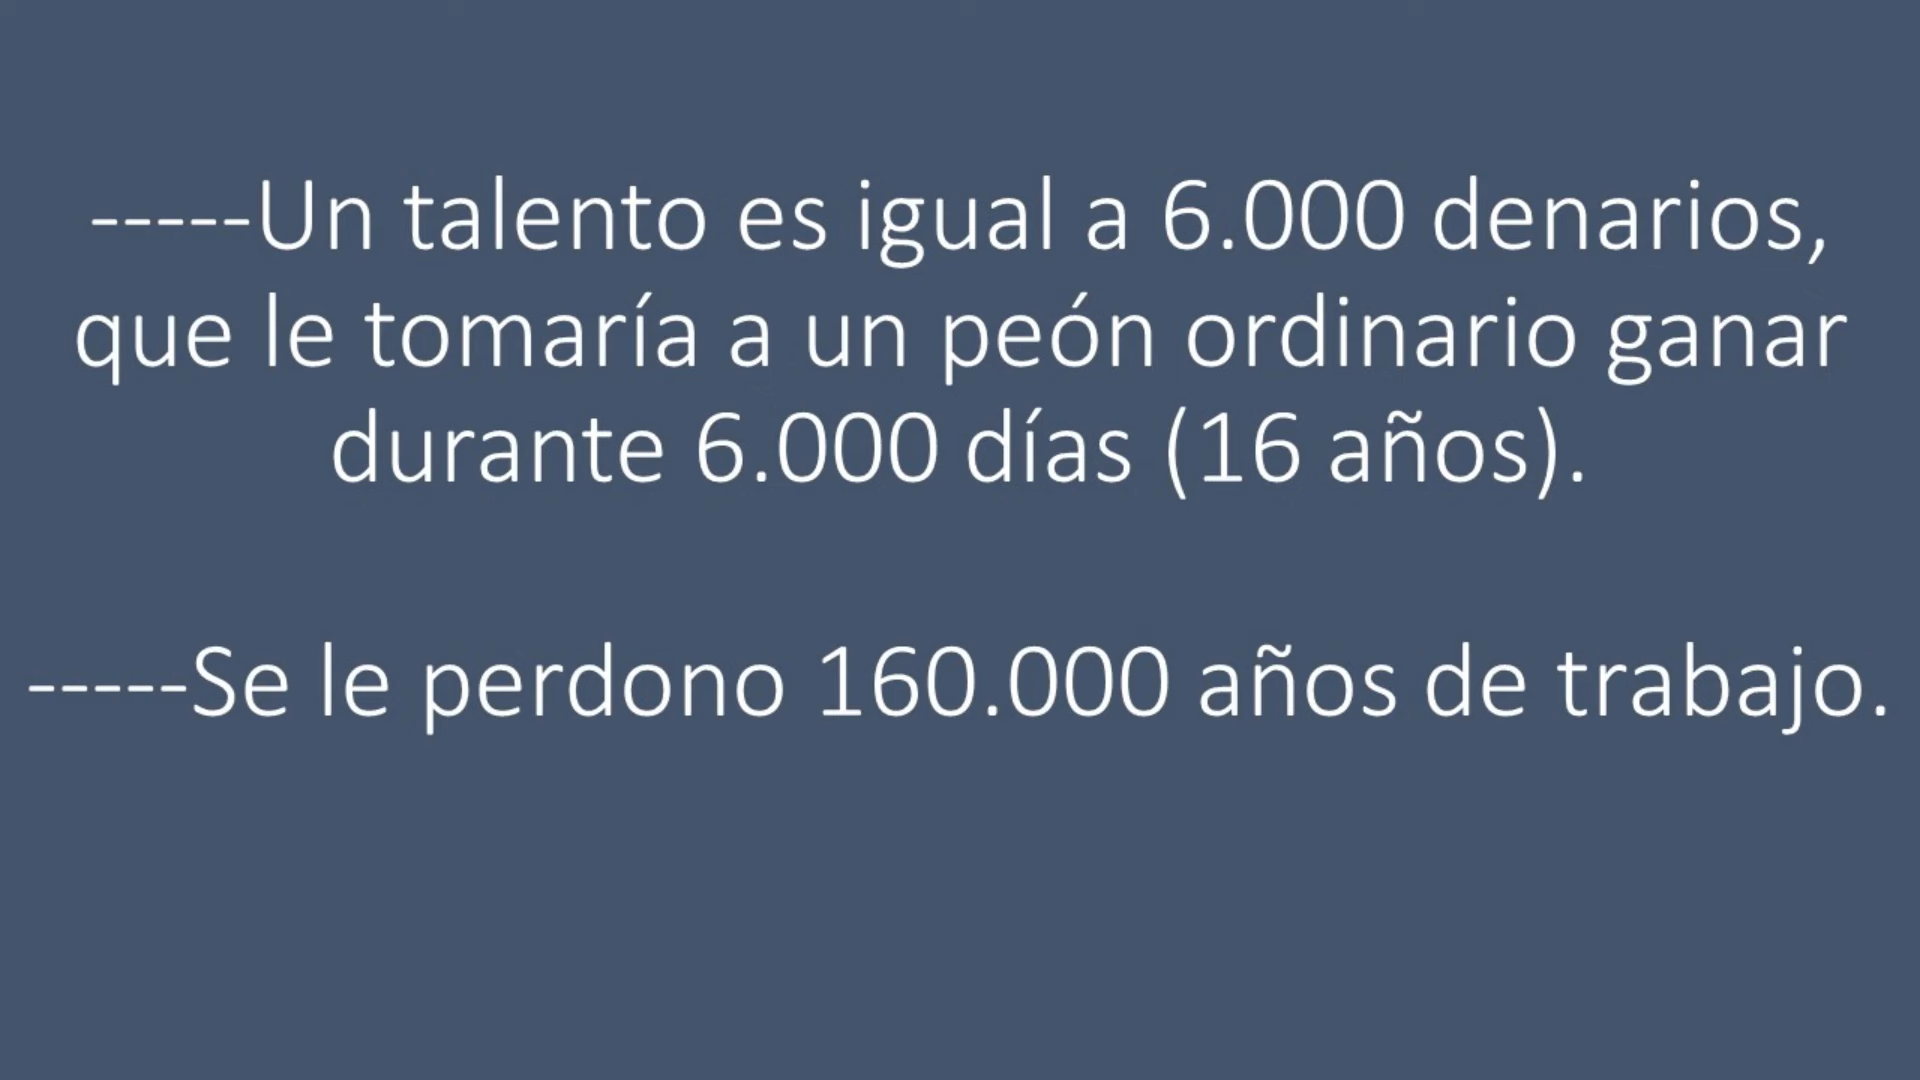 -----Un talento es igual a 6.000 denarios,
que le tomaría a un peón ordinario ganar
durante 6.000 días (16 años).
-----Se le perdono 160.000 años de trabajo.